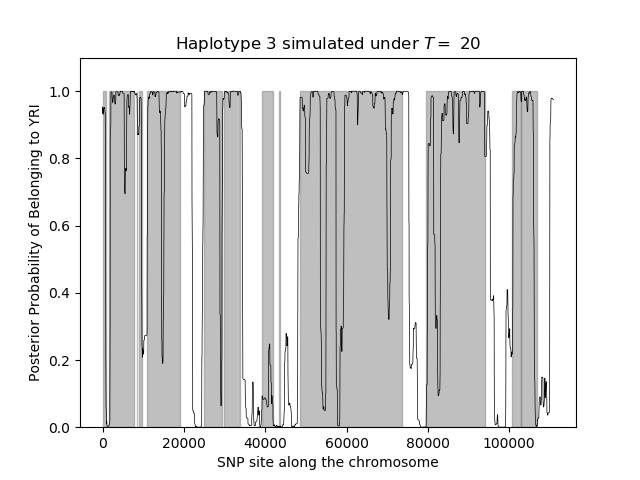 Haplotype 3 simulated under T = 20
Posterior Probability of Belonging to YRI
1.0
0.8
0.6
0.4
0.2
0.0
0 20000 40000 60000 80000 100000
SNP site along the chromosome